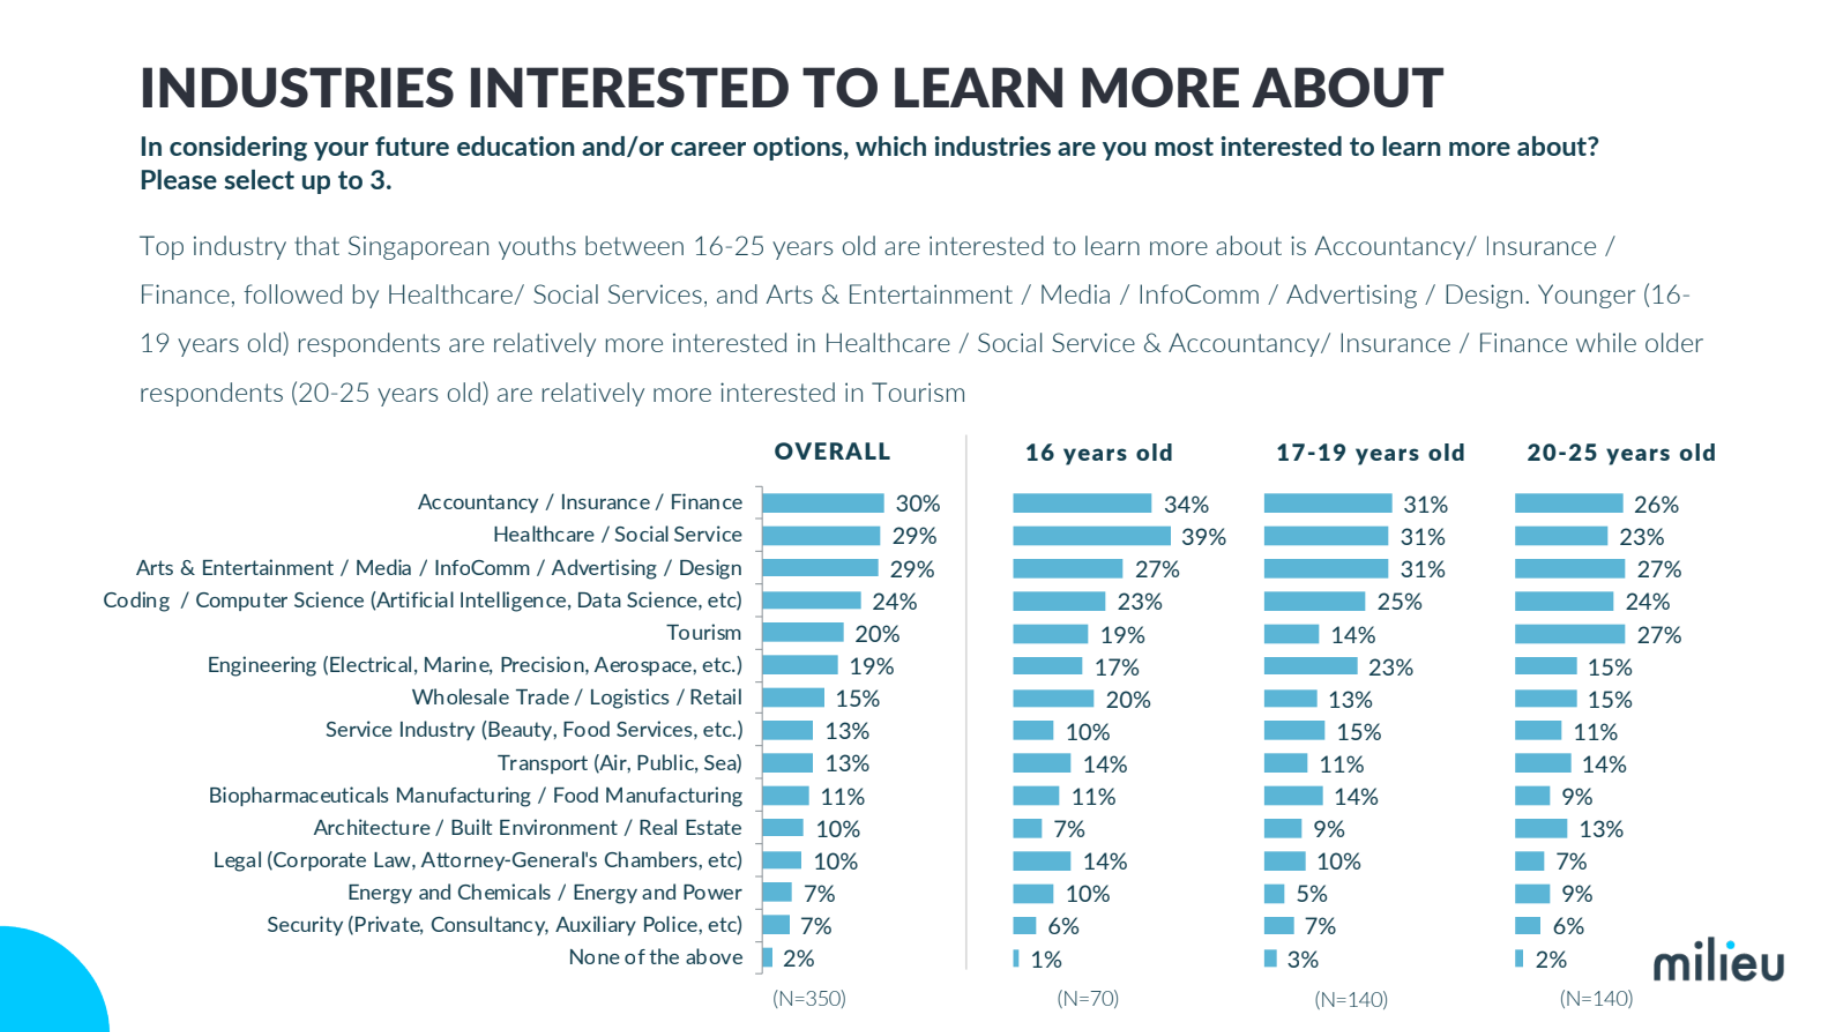 INDUSTRIES INTERESTED TO LEARN MORE ABOUT
In considering your future education and/or career options, which industries are you most interested to learn more about?
Please select up to 3.
Top industry that Singaporean youths between 16-25 years old are interested to learn more about is Accountancy/ Insurance /
Finance, followed by Healthcare/ Social Services, and Arts & Entertainment / Media / InfoComm / Advertising / Design. Younger (16-
19 years old) respondents are relatively more interested in Healthcare / Social Service & Accountancy/ Insurance / Finance while older
respondents (20-25 years old) are relatively more interested in Tourism
OVERALL 16 years old 17-19 years old 20-25 years old
Accountancy / Insurance / Finance 30% 34% 31% 26%
Healthcare / Social Service 29% 39% 31% 23%
Arts & Entertainment / Media / InfoComm / Advertising / Design 29% 27% 31% 27%
Coding / Computer Science (Artificial Intelligence, Data Science, etc) 24% 23% 25% 24%
Tourism 20% 19% 14% 27%
Engineering (Electrical, Marine, Precision, Aerospace, etc.) 19% 17% 23% 15%
Wholesale Trade / Logistics / Retail 15% 20% 13% 15%
Service Industry (Beauty, Food Services, etc.) 13% 10% 15% 11%
Transport (Air, Public, Sea) 13% 14% 11% 14%
Biopharmaceuticals Manufacturing / Food Manufacturing 11% 11% 14% 9%
Architecture / Built Environment / Real Estate 10% 7% 9% 13%
Legal (Corporate Law, Attorney-General's Chambers, etc) 10% 14% 10% 7%
Energy and Chemicals / Energy and Power 7% 10% 5% 9%
Security (Private, Consultancy, Auxiliary Police, etc) 7% 6% 7% 6%
None of the above 2% 1% 3% 2%
(N=350) (N=70) (N=140) (N=140)
milieu